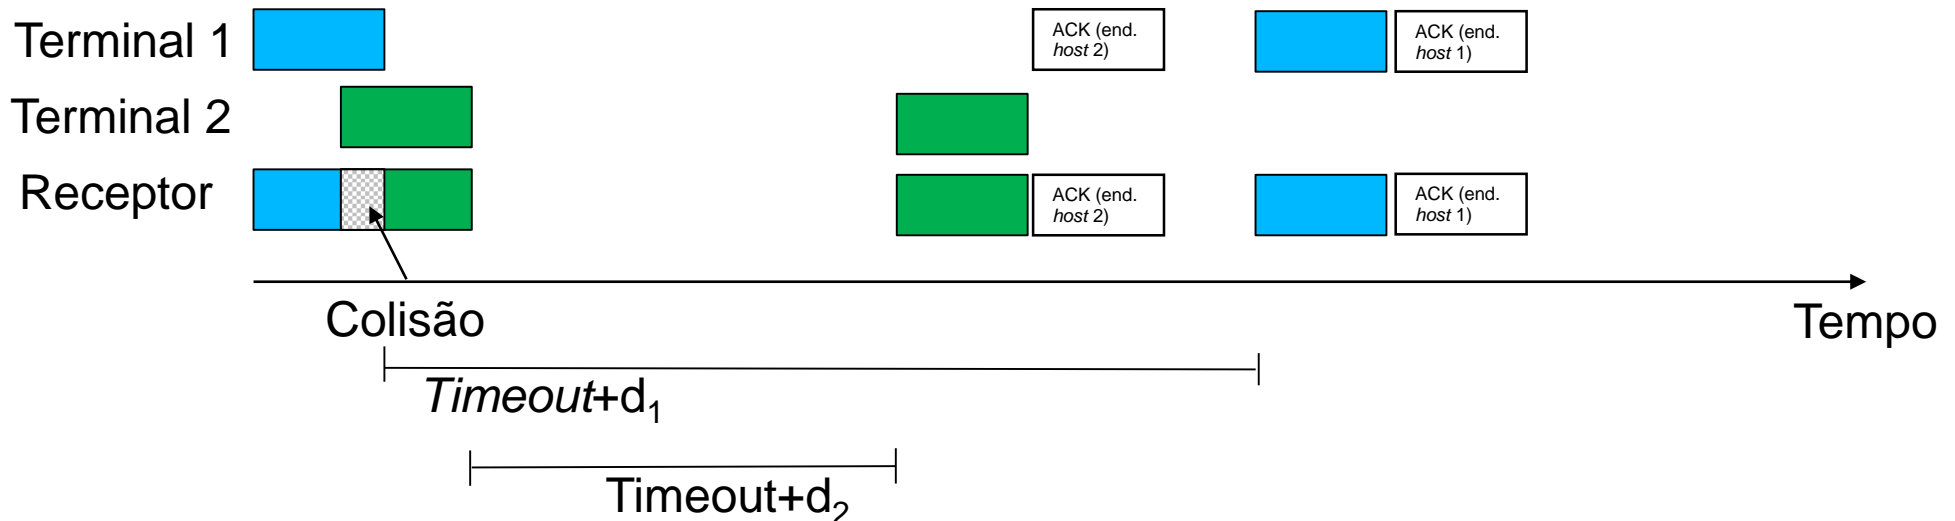 Terminal 1
ACK (end.
host 2)
ACK (end.
host 1)
Terminal 2
Receptor
ACK (end.
host 2)
ACK (end.
host 1)
Colisão
Tempo
Timeout+d₁
Timeout+d₂